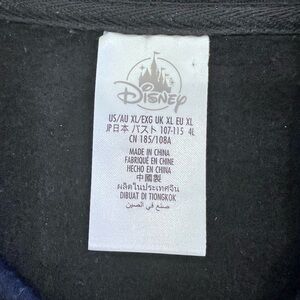 Disney
US/AU XL/EXG UK XL EU XL
JP日本 バスト 107-115 4L
CN 185/108A
MADE IN CHINA
FABRIQUÉ EN CHINE
HECHO EN CHINA
中國製
ผลิตในประเทศจีน
DIBUAT DI TIONGKOK
صنع في الصين